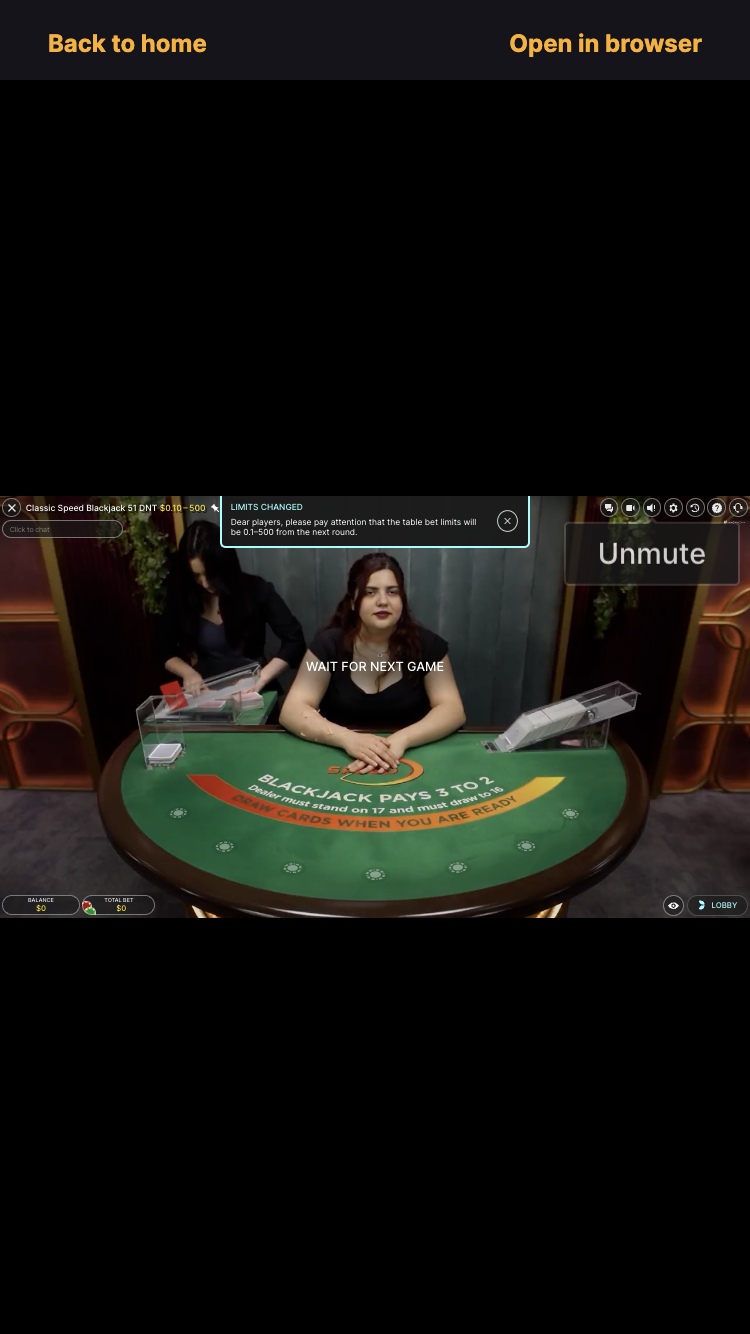 Back to home
Open in browser
Classic Speed Blackjack 51 DNT $0.10–500
LIMITS CHANGED
Dear players, please pay attention that the table bet limits will
be 0.1–500 from the next round.
Click to chat
Unmute
WAIT FOR NEXT GAME
BLACKJACK PAYS 3 TO 2
Dealer must stand on 17 and must draw to 16
DRAW CARDS WHEN YOU ARE READY
BALANCE
$0
TOTAL BET
$0
LOBBY